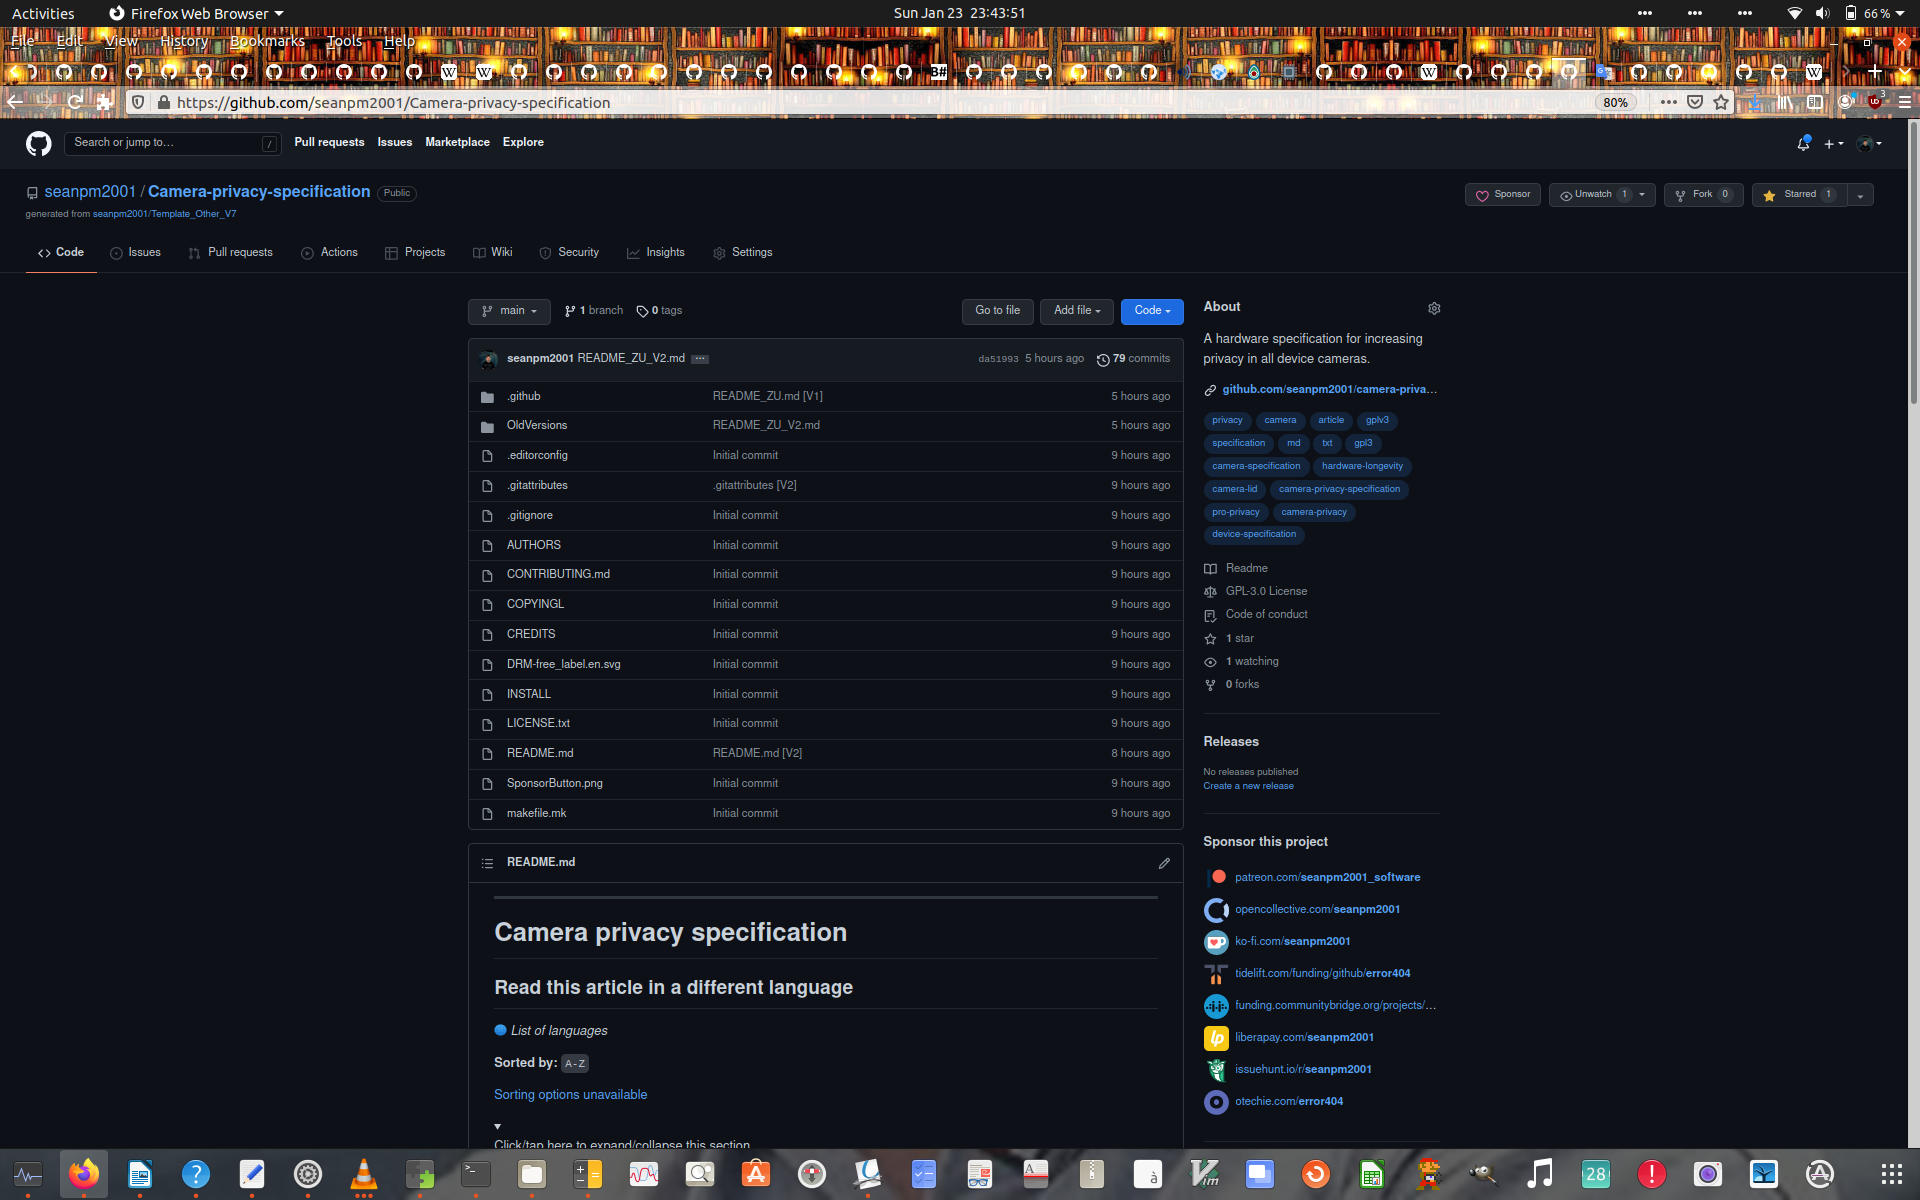 Activities Firefox Web Browser Sun Jan 23 23:43:51 66 %
File Edit View History Bookmarks Tools Help
https://github.com/seanpm2001/Camera-privacy-specification 80% 3
Search or jump to… / Pull requests Issues Marketplace Explore
seanpm2001 / Camera-privacy-specification Public Sponsor Unwatch 1 Fork 0 Starred 1
generated from seanpm2001/Template_Other_V7
Code Issues Pull requests Actions Projects Wiki Security Insights Settings
main 1 branch 0 tags Go to file Add file Code
seanpm2001 README_ZU_V2.md … da51993 5 hours ago 79 commits
.github README_ZU.md [V1] 5 hours ago
OldVersions README_ZU_V2.md 5 hours ago
.editorconfig Initial commit 9 hours ago
.gitattributes .gitattributes [V2] 9 hours ago
.gitignore Initial commit 9 hours ago
AUTHORS Initial commit 9 hours ago
CONTRIBUTING.md Initial commit 9 hours ago
COPYINGL Initial commit 9 hours ago
CREDITS Initial commit 9 hours ago
DRM-free_label.en.svg Initial commit 9 hours ago
INSTALL Initial commit 9 hours ago
LICENSE.txt Initial commit 9 hours ago
README.md README.md [V2] 8 hours ago
SponsorButton.png Initial commit 9 hours ago
makefile.mk Initial commit 9 hours ago
README.md
Camera privacy specification
Read this article in a different language
List of languages
Sorted by: A-Z
Sorting options unavailable
Click/tap here to expand/collapse this section
About
A hardware specification for increasing
privacy in all device cameras.
github.com/seanpm2001/camera-priva…
privacy camera article gplv3
specification md txt gpl3
camera-specification hardware-longevity
camera-lid camera-privacy-specification
pro-privacy camera-privacy
device-specification
Readme
GPL-3.0 License
Code of conduct
1 star
1 watching
0 forks
Releases
No releases published
Create a new release
Sponsor this project
patreon.com/seanpm2001_software
opencollective.com/seanpm2001
ko-fi.com/seanpm2001
tidelift.com/funding/github/error404
funding.communitybridge.org/projects/…
liberapay.com/seanpm2001
issuehunt.io/r/seanpm2001
otechie.com/error404
28